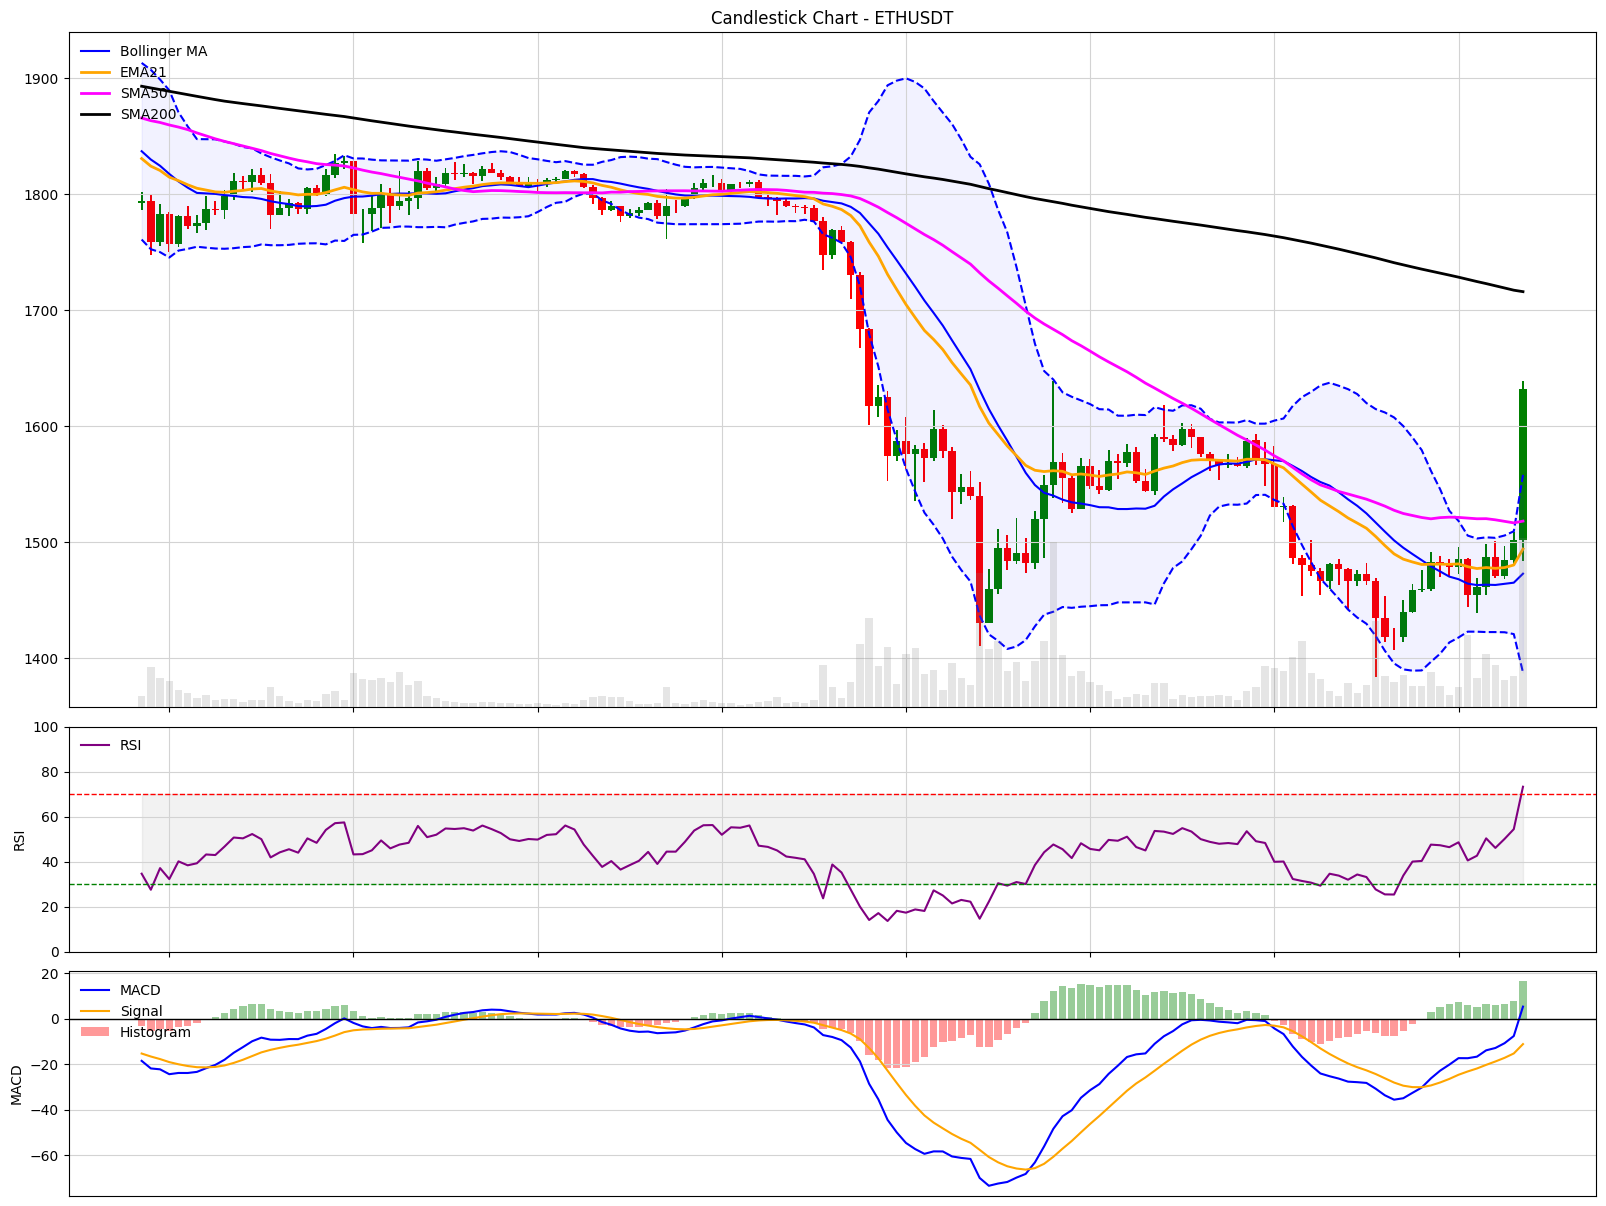 Candlestick Chart - ETHUSDT
Bollinger MA
EMA21
SMA50
SMA200
1900
1800
1700
1600
1500
1400
RSI
100
80
60
40
20
0
RSI
MACD
Signal
Histogram
20
0
−20
−40
−60
MACD